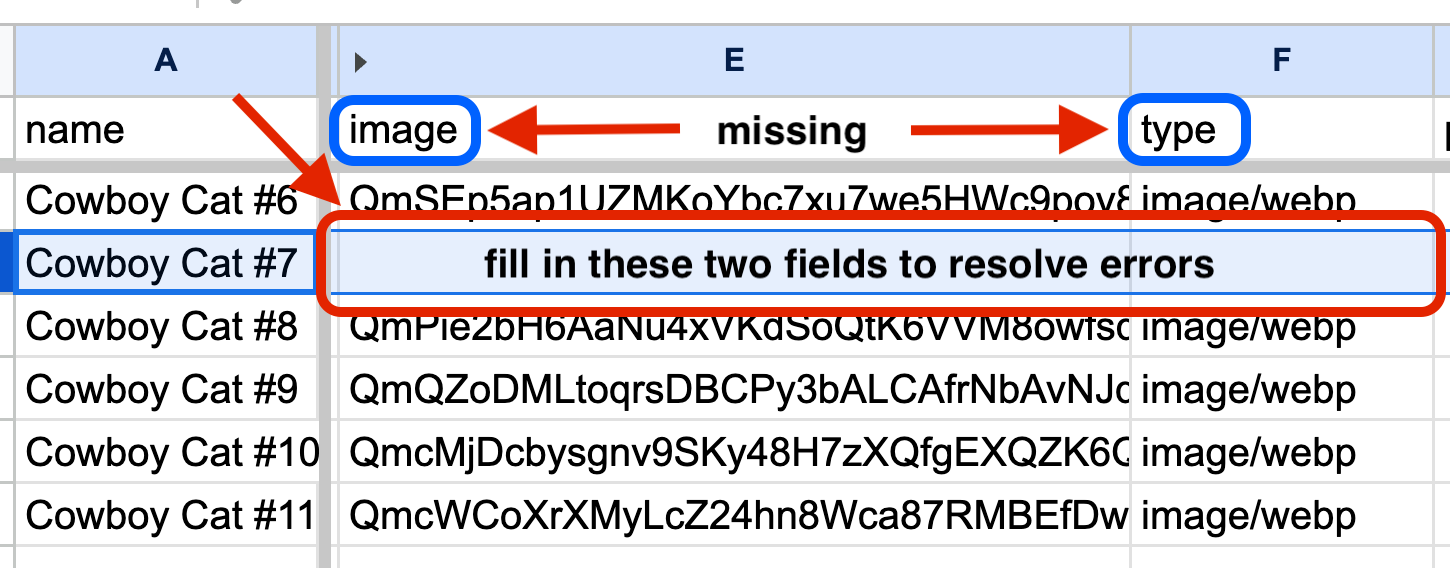 A E F
name image missing type
Cowboy Cat #6 QmSEp5ap1UZMKoYbc7xu7we5HWc9pov8 image/webp
Cowboy Cat #7 fill in these two fields to resolve errors
Cowboy Cat #8 QmPie2bH6AaNu4xVKdSoQtK6VVM8owfsc image/webp
Cowboy Cat #9 QmQZoDMLtoqrsDBCPy3bALCAfrNbAvNJc image/webp
Cowboy Cat #10 QmcMjDcbysgnv9SKy48H7zXQfgEXQZK6Q image/webp
Cowboy Cat #11 QmcWCoXrXMyLcZ24hn8Wca87RMBEfDw image/webp